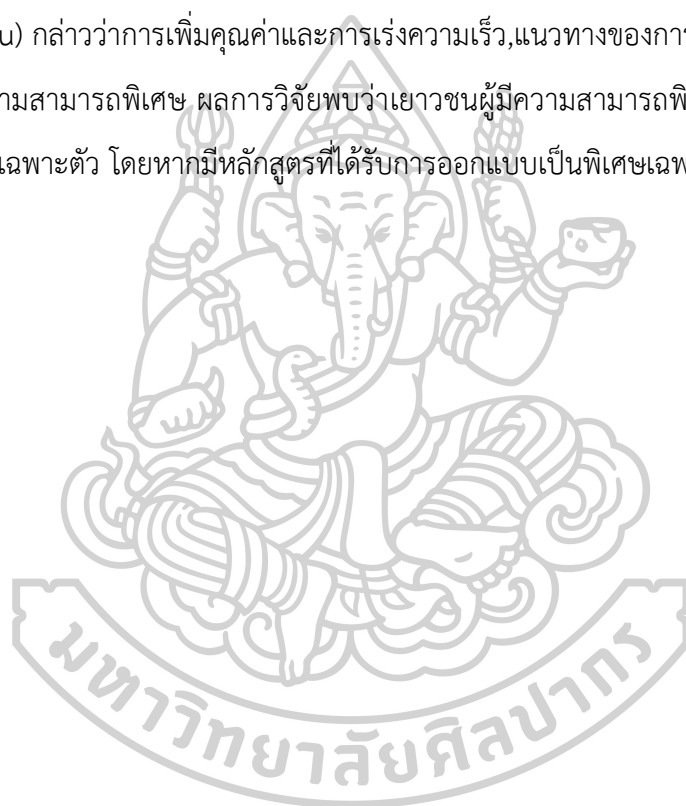 u) กล่าวว่าการเพิ่มคุณค่าและการเร่งความเร็ว,แนวทางของการ
ามสามารถพิเศษ ผลการวิจัยพบว่าเยาวชนผู้มีความสามารถพิ
เฉพาะตัว โดยหากมีหลักสูตรที่ได้รับการออกแบบเป็นพิเศษเฉพ
มหาวิทยาลัยศิลปากร